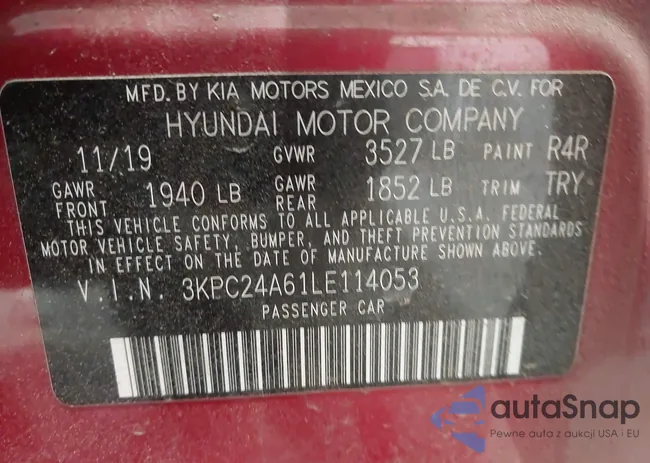 MFD. BY KIA MOTORS MEXICO S.A. DE C.V. FOR
HYUNDAI MOTOR COMPANY
11/19 GVWR 3527 LB PAINT R4R
GAWR FRONT 1940 LB GAWR REAR 1852 LB TRIM TRY
THIS VEHICLE CONFORMS TO ALL APPLICABLE U.S.A. FEDERAL
MOTOR VEHICLE SAFETY, BUMPER, AND THEFT PREVENTION STANDARDS
IN EFFECT ON THE DATE OF MANUFACTURE SHOWN ABOVE.
V.I.N. 3KPC24A61LE114053
PASSENGER CAR
autaSnap
Pewne auta z aukcji USA i EU